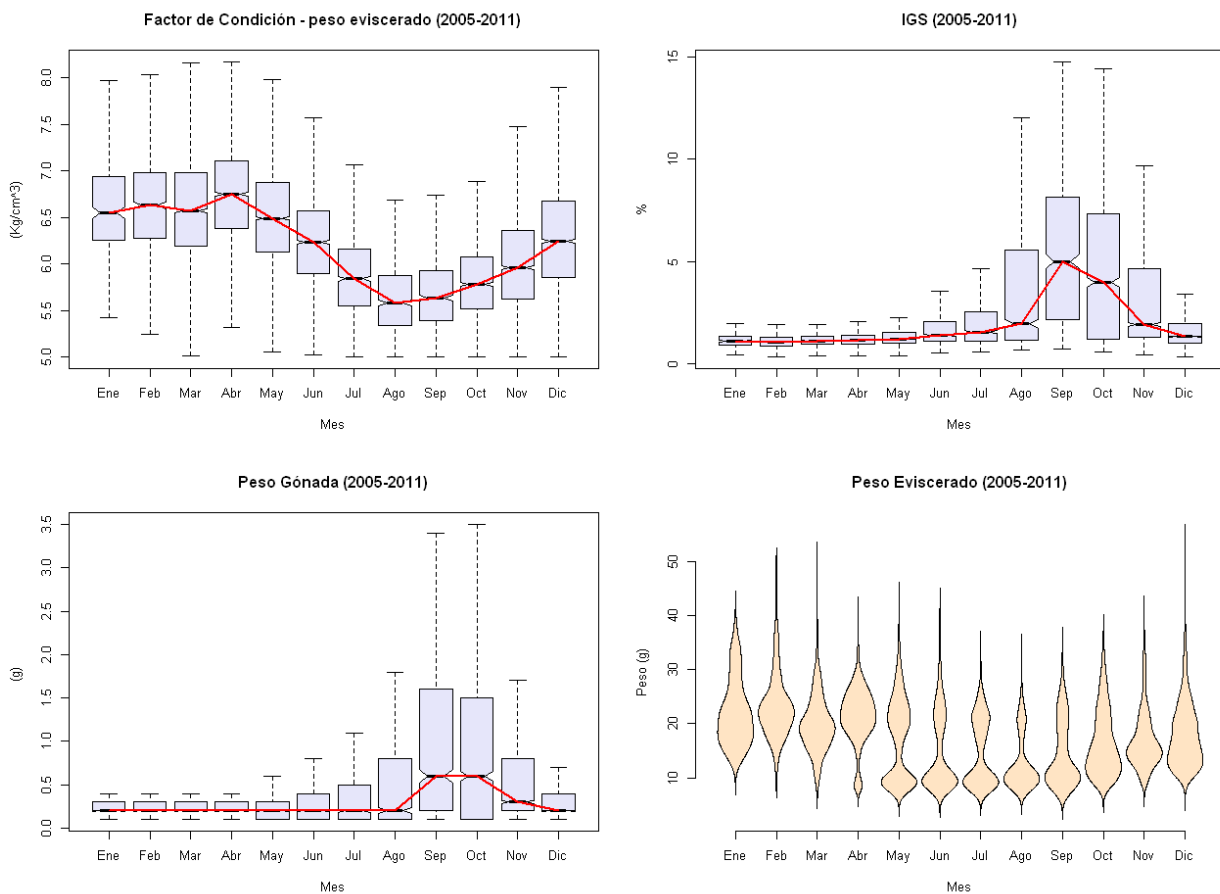 Factor de Condición - peso eviscerado (2005-2011)
(Kg/cm^3)
8.0
7.5
7.0
6.5
6.0
5.5
5.0
Ene Feb Mar Abr May Jun Jul Ago Sep Oct Nov Dic
Mes
IGS (2005-2011)
%
15
10
5
0
Ene Feb Mar Abr May Jun Jul Ago Sep Oct Nov Dic
Mes
Peso Gónada (2005-2011)
(g)
3.5
3.0
2.5
2.0
1.5
1.0
0.5
0.0
Ene Feb Mar Abr May Jun Jul Ago Sep Oct Nov Dic
Mes
Peso Eviscerado (2005-2011)
Peso (g)
50
40
30
20
10
Ene Feb Mar Abr May Jun Jul Ago Sep Oct Nov Dic
Mes